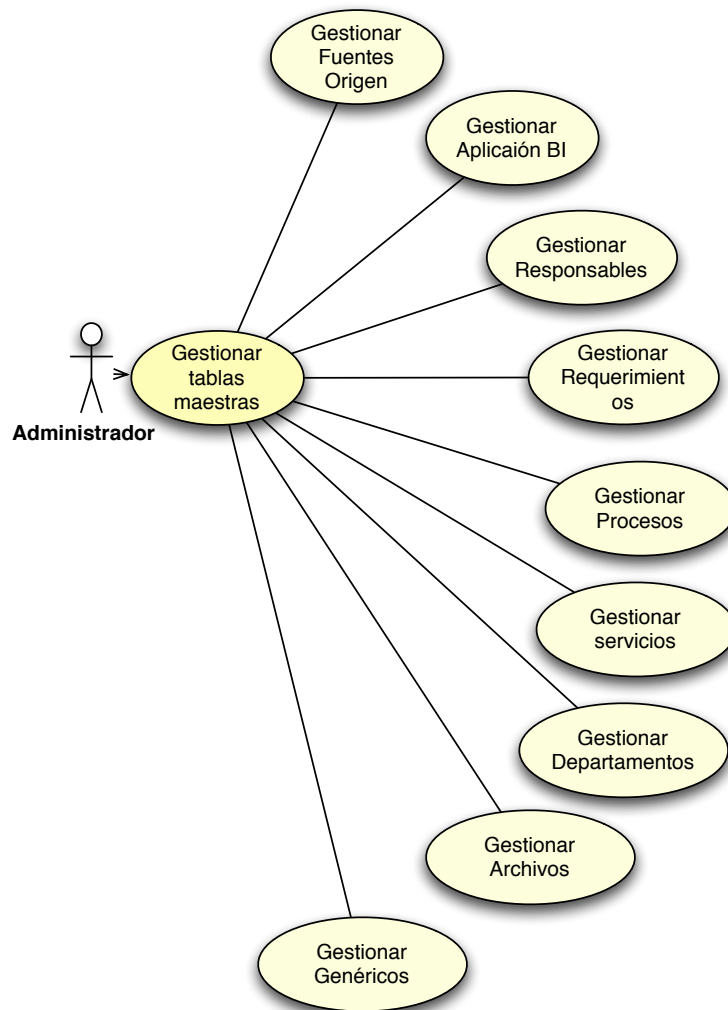 Gestionar
Fuentes
Origen
Gestionar
Aplicaión BI
Gestionar
Responsables
Gestionar
tablas
maestras
Gestionar
Requerimient
os
Administrador
Gestionar
Procesos
Gestionar
servicios
Gestionar
Departamentos
Gestionar
Archivos
Gestionar
Genéricos